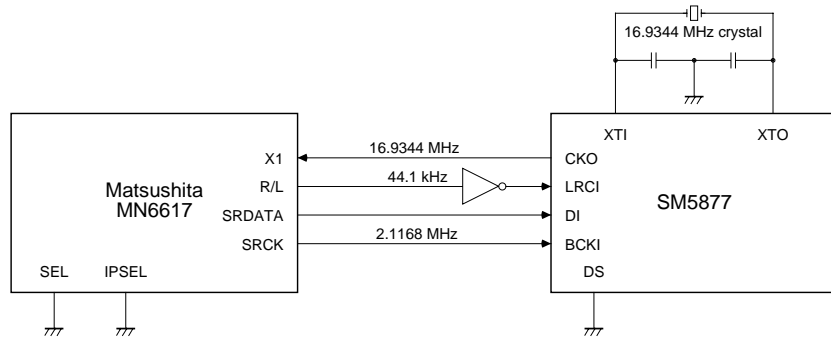 16.9344 MHz crystal
XTI
XTO
Matsushita
MN6617
X1
16.9344 MHz
CKO
R/L
44.1 kHz
LRCI
SM5877
SRDATA
DI
SRCK
2.1168 MHz
BCKI
SEL
IPSEL
DS